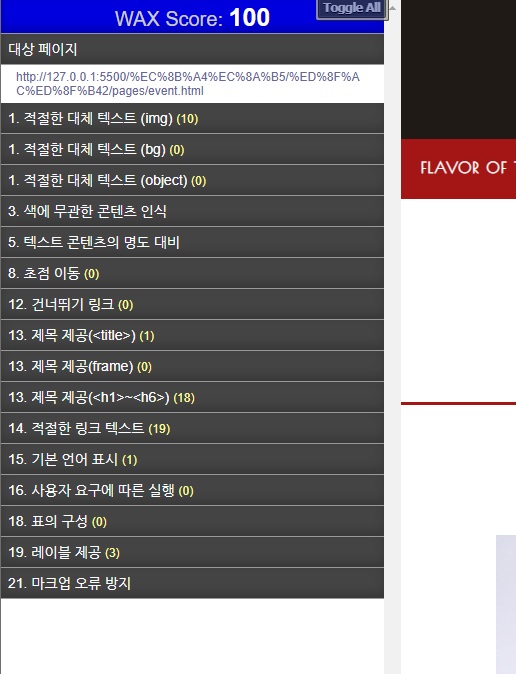 WAX Score: 100
Toggle All
대상 페이지
http://127.0.0.1:5500/%EC%8B%A4%EC%8A%B5/%ED%8F%A
C%ED%8F%B42/pages/event.html
1. 적절한 대체 텍스트 (img) (10)
1. 적절한 대체 텍스트 (bg) (0)
1. 적절한 대체 텍스트 (object) (0)
3. 색에 무관한 콘텐츠 인식
5. 텍스트 콘텐츠의 명도 대비
8. 초점 이동 (0)
12. 건너뛰기 링크 (0)
13. 제목 제공(<title>) (1)
13. 제목 제공(frame) (0)
13. 제목 제공(<h1>~<h6>) (18)
14. 적절한 링크 텍스트 (19)
15. 기본 언어 표시 (1)
16. 사용자 요구에 따른 실행 (0)
18. 표의 구성 (0)
19. 레이블 제공 (3)
21. 마크업 오류 방지
FLAVOR OF